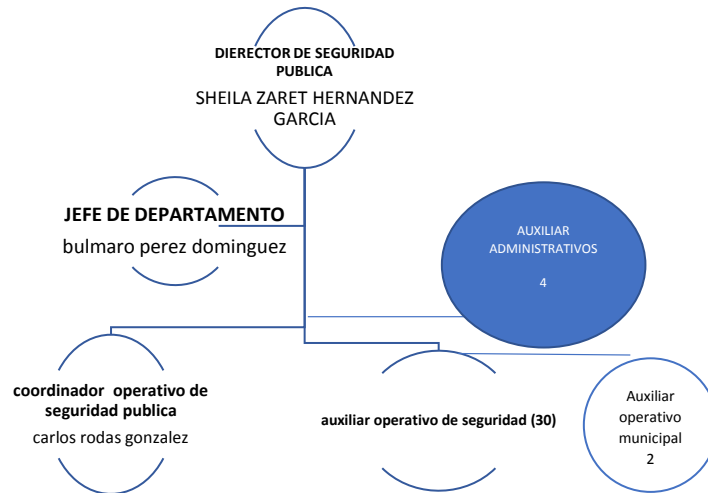 DIERECTOR DE SEGURIDAD
PUBLICA
SHEILA ZARET HERNANDEZ
GARCIA
JEFE DE DEPARTAMENTO
bulmaro perez dominguez
AUXILIAR
ADMINISTRATIVOS
4
coordinador operativo de
seguridad publica
carlos rodas gonzalez
auxiliar operativo de seguridad (30)
Auxiliar
operativo
municipal
2